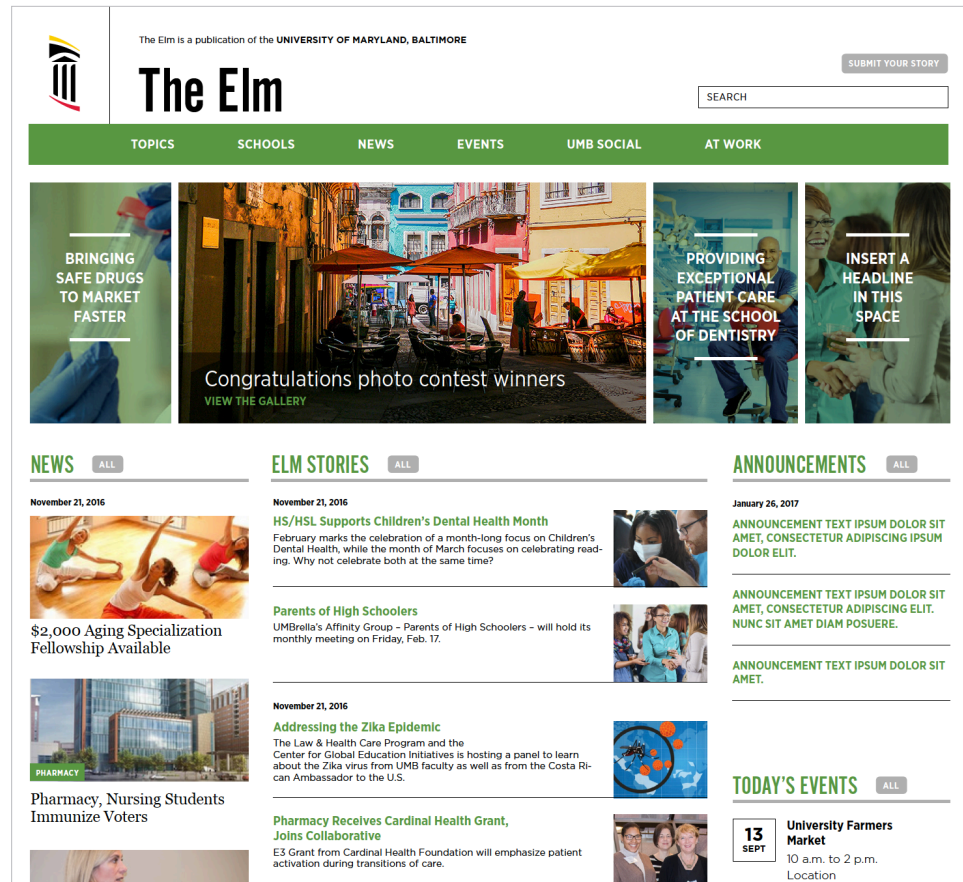 The Elm is a publication of the UNIVERSITY OF MARYLAND, BALTIMORE
The Elm
SUBMIT YOUR STORY
SEARCH
TOPICS SCHOOLS NEWS EVENTS UMB SOCIAL AT WORK
BRINGING
SAFE DRUGS
TO MARKET
FASTER
Congratulations photo contest winners
VIEW THE GALLERY
PROVIDING
EXCEPTIONAL
PATIENT CARE
AT THE SCHOOL
OF DENTISTRY
INSERT A
HEADLINE
IN THIS
SPACE
NEWS ALL
November 21, 2016
$2,000 Aging Specialization
Fellowship Available
PHARMACY
Pharmacy, Nursing Students
Immunize Voters
ELM STORIES ALL
November 21, 2016
HS/HSL Supports Children's Dental Health Month
February marks the celebration of a month-long focus on Children's
Dental Health, while the month of March focuses on celebrating read-
ing. Why not celebrate both at the same time?
Parents of High Schoolers
UMBrella's Affinity Group – Parents of High Schoolers – will hold its
monthly meeting on Friday, Feb. 17.
November 21, 2016
Addressing the Zika Epidemic
The Law & Health Care Program and the
Center for Global Education Initiatives is hosting a panel to learn
about the Zika virus from UMB faculty as well as from the Costa Ri-
can Ambassador to the U.S.
Pharmacy Receives Cardinal Health Grant,
Joins Collaborative
E3 Grant from Cardinal Health Foundation will emphasize patient
activation during transitions of care.
ANNOUNCEMENTS ALL
January 26, 2017
ANNOUNCEMENT TEXT IPSUM DOLOR SIT
AMET, CONSECTETUR ADIPISCING IPSUM
DOLOR ELIT.
ANNOUNCEMENT TEXT IPSUM DOLOR SIT
AMET, CONSECTETUR ADIPISCING ELIT.
NUNC SIT AMET DIAM POSUERE.
ANNOUNCEMENT TEXT IPSUM DOLOR SIT
AMET.
TODAY'S EVENTS ALL
13
SEPT
University Farmers
Market
10 a.m. to 2 p.m.
Location